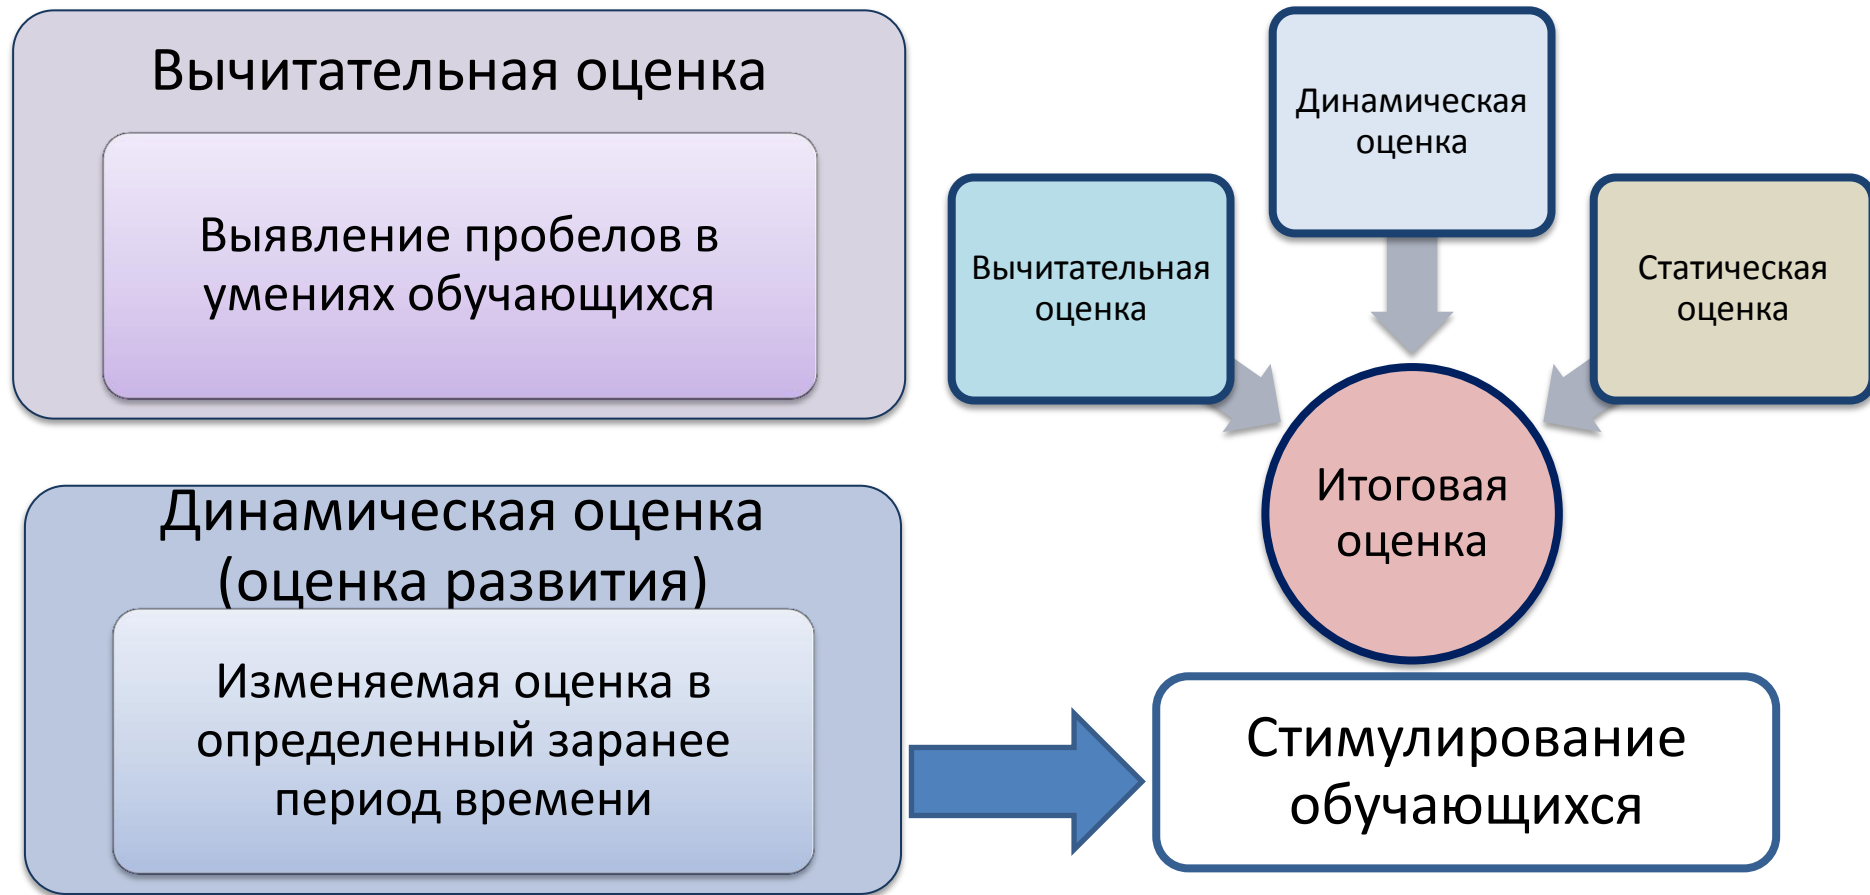 Вычитательная оценка
Выявление пробелов в
умениях обучающихся
Динамическая оценка
(оценка развития)
Изменяемая оценка в
определенный заранее
период времени
Динамическая
оценка
Вычитательная
оценка
Статическая
оценка
Итоговая
оценка
Стимулирование
обучающихся